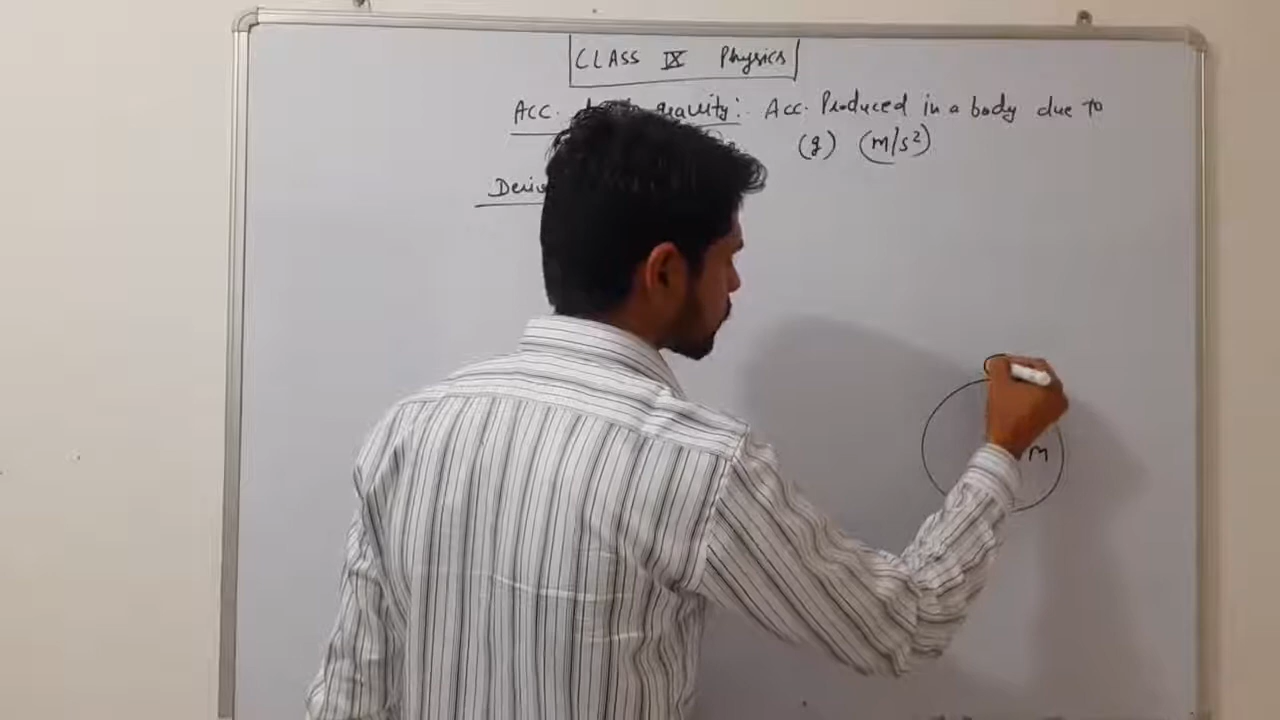 CLASS IX Physics
Acc. gravity: Acc. Produced in a body due to
(g) (m/s²)
M